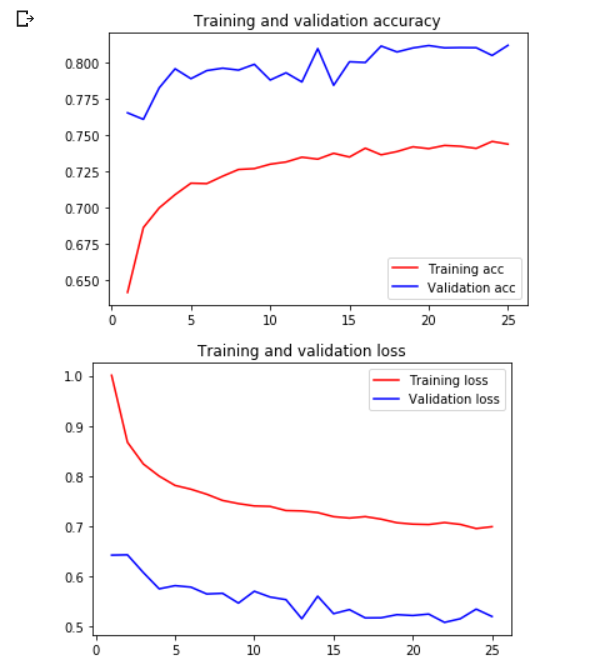 Training and validation accuracy
0.800
0.775
0.750
0.725
0.700
0.675
0.650
Training acc
Validation acc
0 5 10 15 20 25
Training and validation loss
1.0
Training loss
Validation loss
0.9
0.8
0.7
0.6
0.5
0 5 10 15 20 25